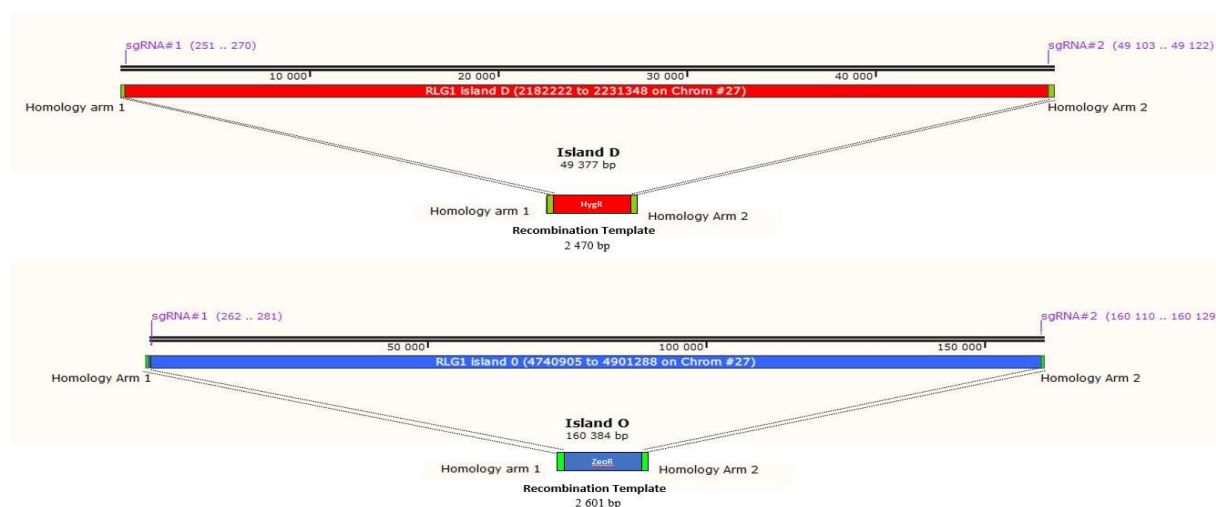 sgRNA#1 (251 .. 270)
sgRNA#2 (49 103 .. 49 122)
10 000
20 000
30 000
40 000
RLG1 island D (2182222 to 2231348 on Chrom #27)
Homology arm 1
Homology Arm 2
Island D
49 377 bp
HygR
Homology arm 1
Homology Arm 2
Recombination Template
2 470 bp
sgRNA#1 (262 .. 281)
sgRNA#2 (160 110 .. 160 129)
50 000
100 000
150 000
RLG1 island 0 (4740905 to 4901288 on Chrom #27)
Homology Arm 1
Homology Arm 2
Island O
160 384 bp
ZeoR
Homology arm 1
Homology Arm 2
Recombination Template
2 601 bp